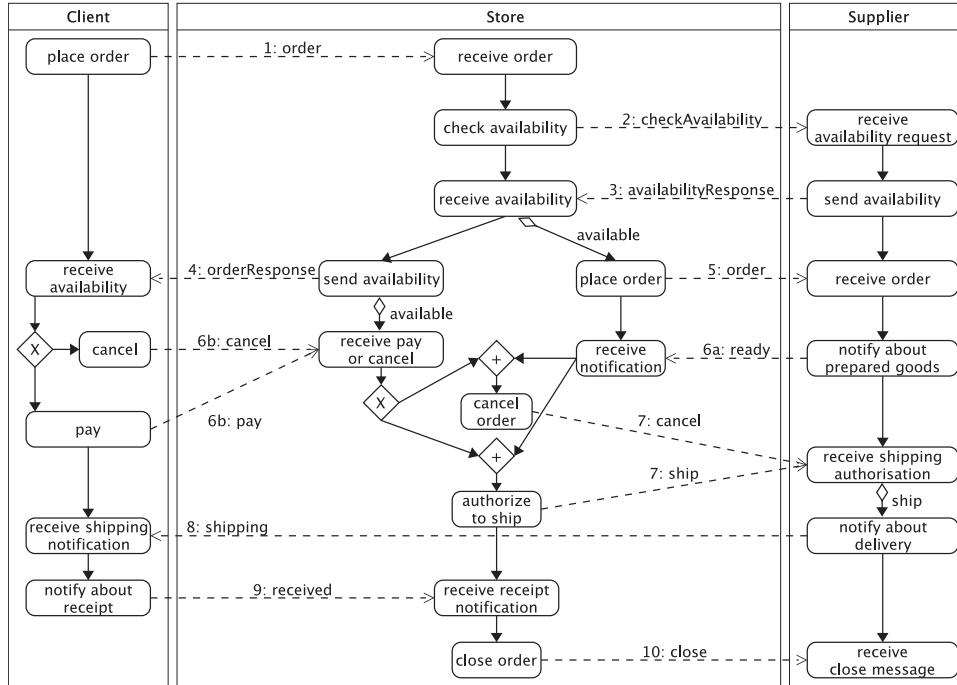 Client
Store
Supplier
place order
1: order
receive order
check availability
2: checkAvailability
receive
availability request
receive availability
3: availabilityResponse
send availability
available
receive
availability
4: orderResponse
send availability
place order
5: order
receive order
available
X
cancel
6b: cancel
receive pay
or cancel
+
receive
notification
6a: ready
notify about
prepared goods
X
cancel
order
pay
6b: pay
7: cancel
+
receive shipping
authorisation
7: ship
authorize
to ship
ship
receive shipping
notification
8: shipping
notify about
delivery
notify about
receipt
9: received
receive receipt
notification
close order
10: close
receive
close message